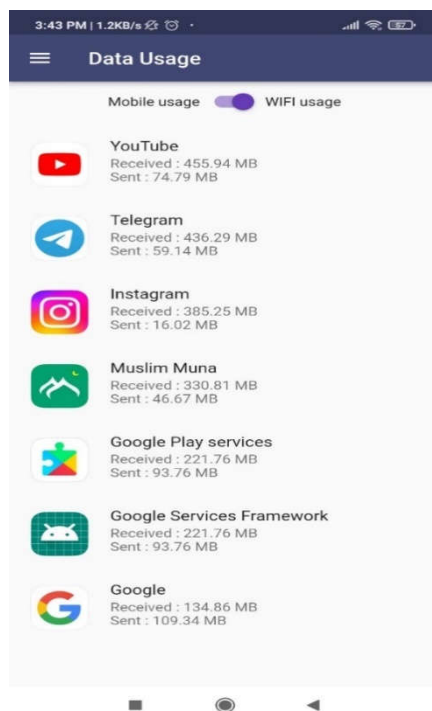 3:43 PM | 1.2KB/s
57
Data Usage
Mobile usage WIFI usage
YouTube
Received : 455.94 MB
Sent : 74.79 MB
Telegram
Received : 436.29 MB
Sent : 59.14 MB
Instagram
Received : 385.25 MB
Sent : 16.02 MB
Muslim Muna
Received : 330.81 MB
Sent : 46.67 MB
Google Play services
Received : 221.76 MB
Sent : 93.76 MB
Google Services Framework
Received : 221.76 MB
Sent : 93.76 MB
Google
Received : 134.86 MB
Sent : 109.34 MB